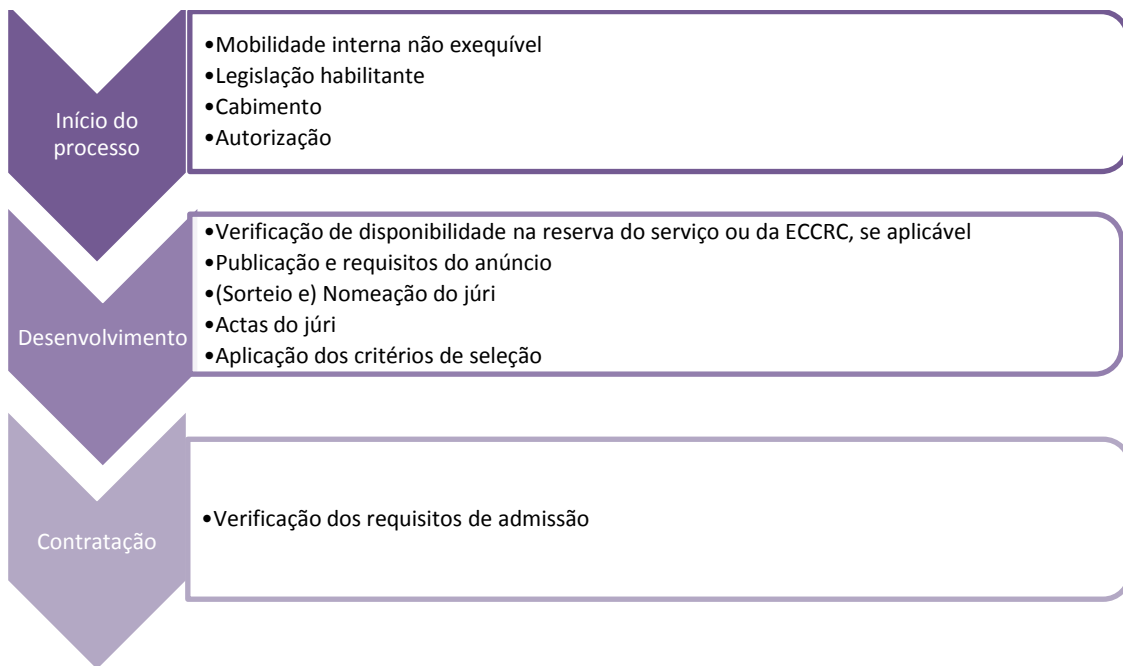 Início do
processo
•Mobilidade interna não exequível
•Legislação habilitante
•Cabimento
•Autorização
Desenvolvimento
•Verificação de disponibilidade na reserva do serviço ou da ECCRC, se aplicável
•Publicação e requisitos do anúncio
•(Sorteio e) Nomeação do júri
•Actas do júri
•Aplicação dos critérios de seleção
Contratação
•Verificação dos requisitos de admissão